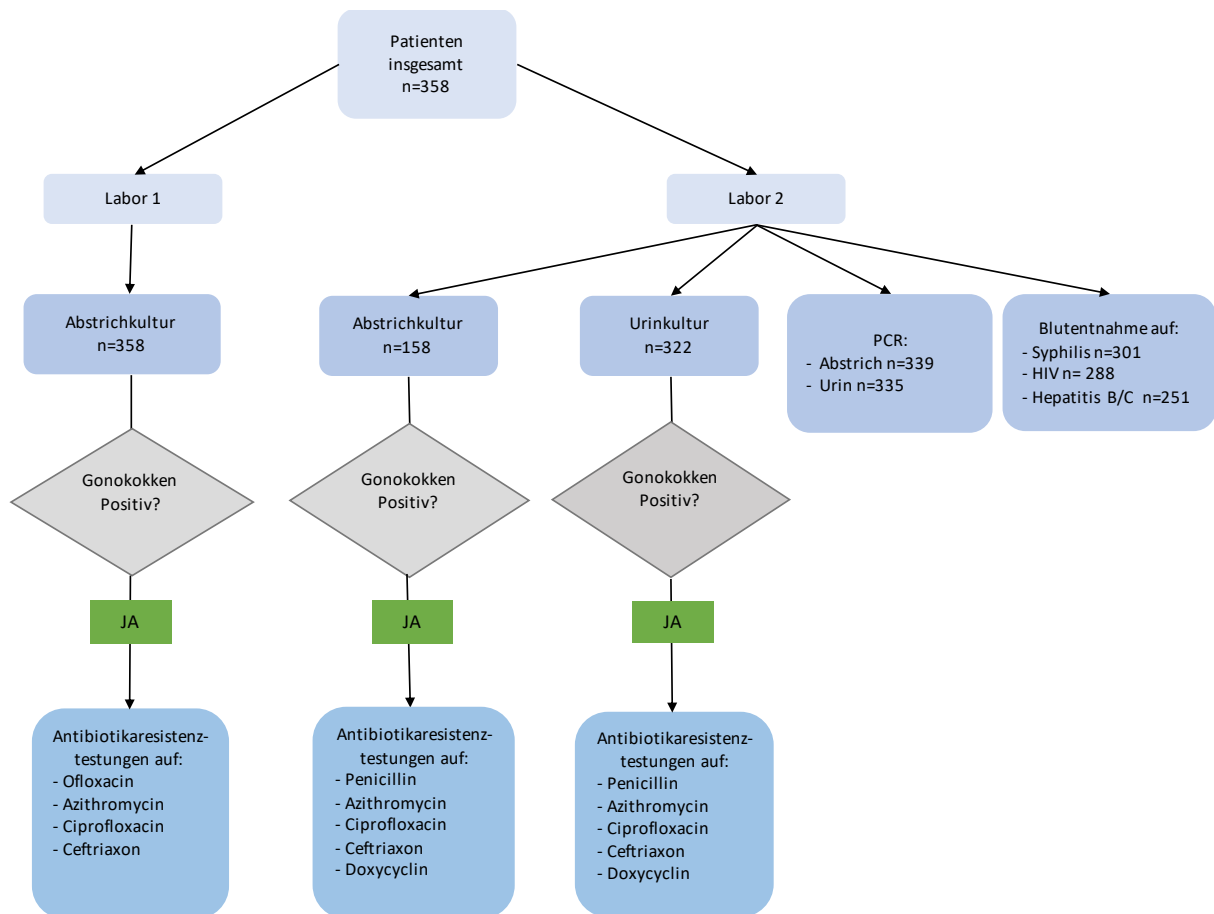 Patienten
insgesamt
n=358
Labor 1
Labor 2
Abstrichkultur
n=358
Abstrichkultur
n=158
Urinkultur
n=322
PCR:
- Abstrich n=339
- Urin n=335
Blutentnahme auf:
- Syphilis n=301
- HIV n= 288
- Hepatitis B/C n=251
Gonokokken
Positiv?
Gonokokken
Positiv?
Gonokokken
Positiv?
JA
JA
JA
Antibiotikaresistenz-
testungen auf:
- Ofloxacin
- Azithromycin
- Ciprofloxacin
- Ceftriaxon
Antibiotikaresistenz-
testungen auf:
- Penicillin
- Azithromycin
- Ciprofloxacin
- Ceftriaxon
- Doxycyclin
Antibiotikaresistenz-
testungen auf:
- Penicillin
- Azithromycin
- Ciprofloxacin
- Ceftriaxon
- Doxycyclin